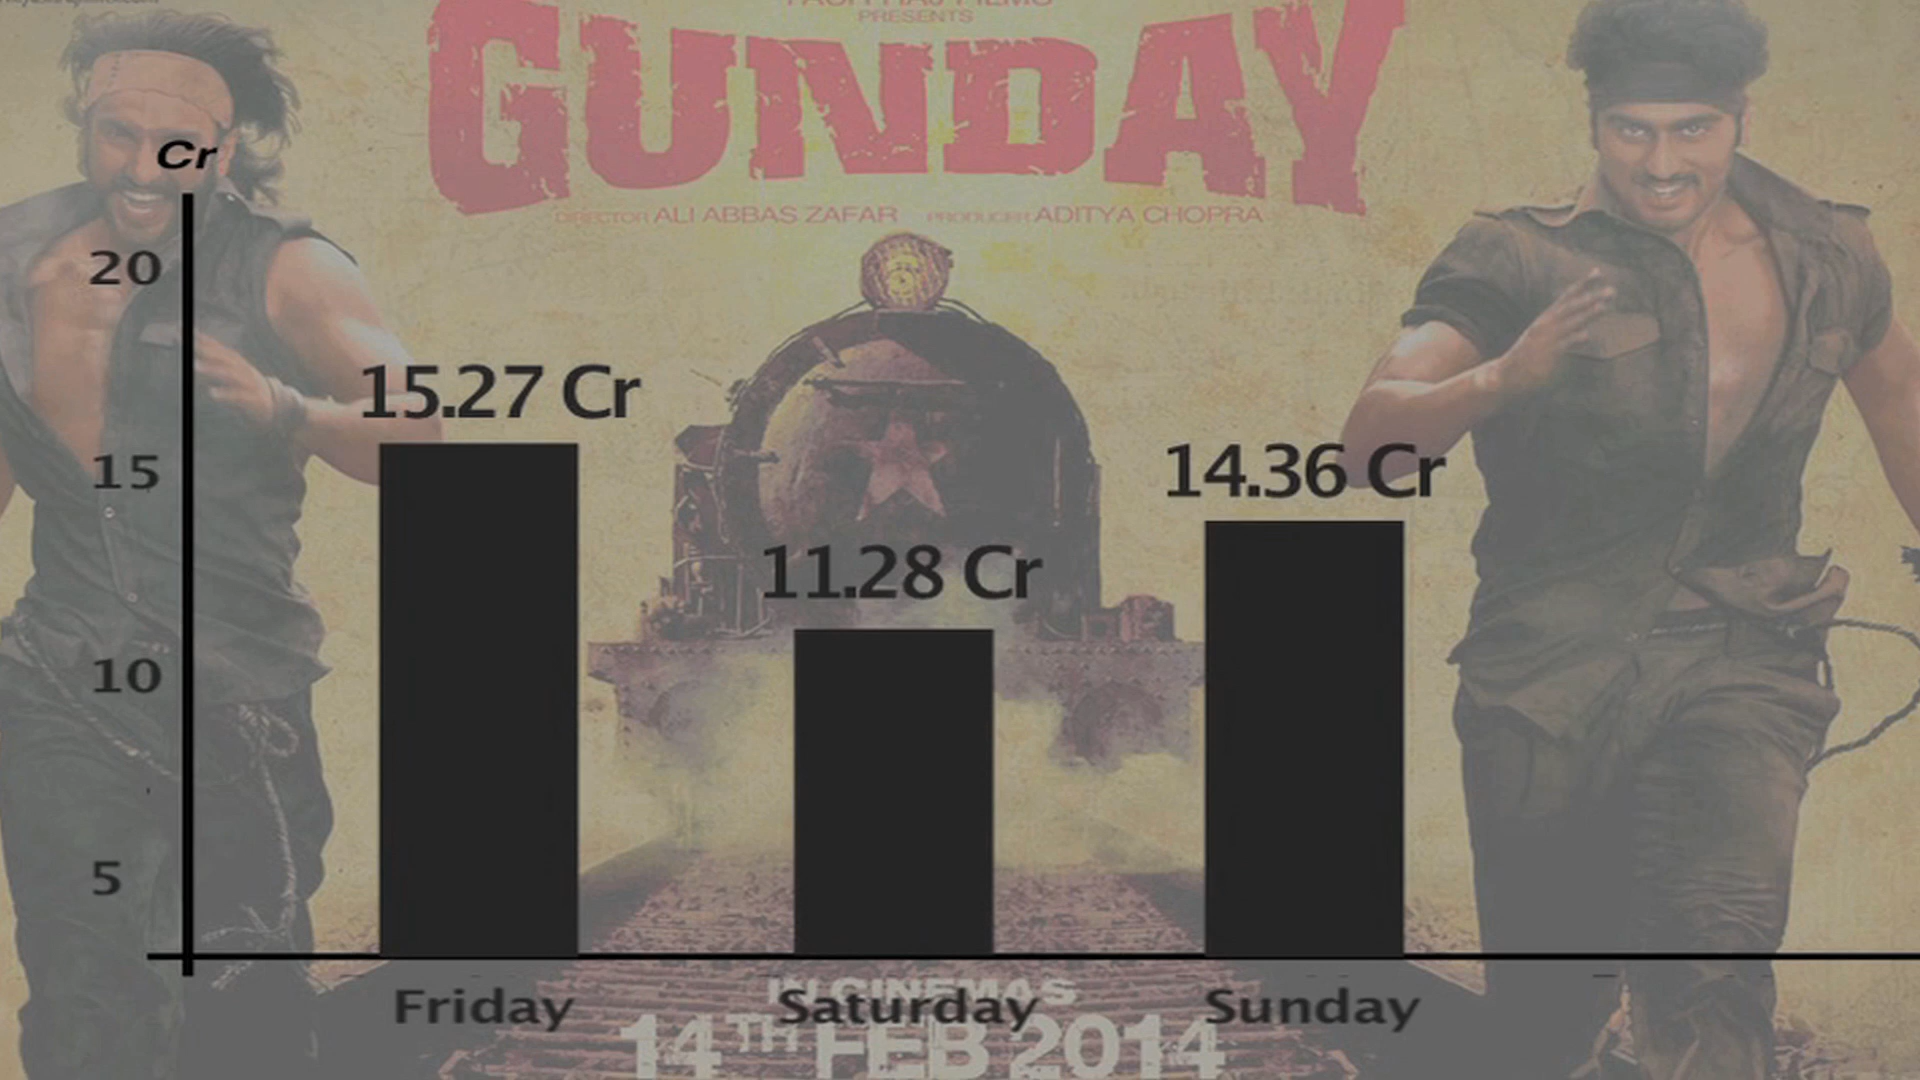 PRESENTS
GUNDAY
DIRECTOR ALI ABBAS ZAFAR PRODUCER ADITYA CHOPRA
Cr
20
15
10
5
15.27 Cr
11.28 Cr
14.36 Cr
Friday
Saturday
Sunday
IN CINEMAS
14TH FEB 2014